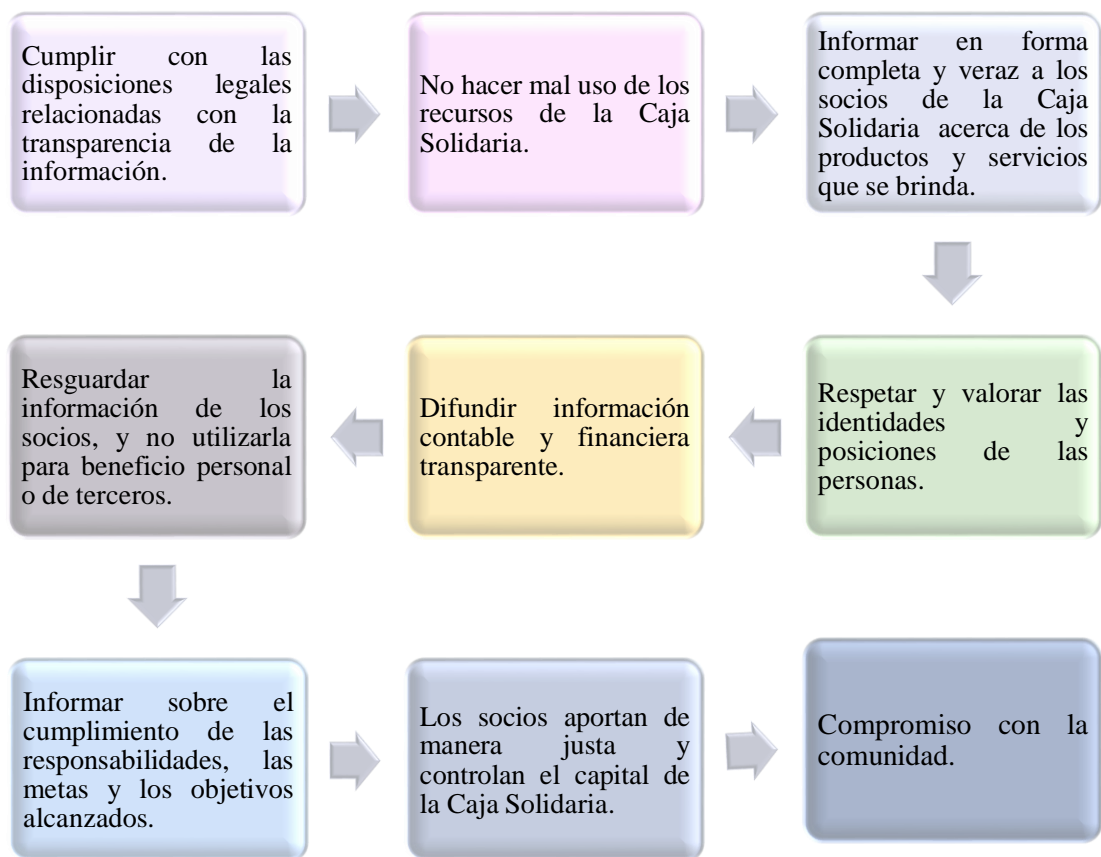 Cumplir con las
disposiciones legales
relacionadas con la
transparencia de la
información.
No hacer mal uso de los
recursos de la Caja
Solidaria.
Informar en forma
completa y veraz a los
socios de la Caja
Solidaria acerca de los
productos y servicios
que se brinda.
Respetar y valorar las
identidades y
posiciones de las
personas.
Difundir información
contable y financiera
transparente.
Resguardar la
información de los
socios, y no utilizarla
para beneficio personal
o de terceros.
Informar sobre el
cumplimiento de las
responsabilidades, las
metas y los objetivos
alcanzados.
Los socios aportan de
manera justa y
controlan el capital de
la Caja Solidaria.
Compromiso con la
comunidad.